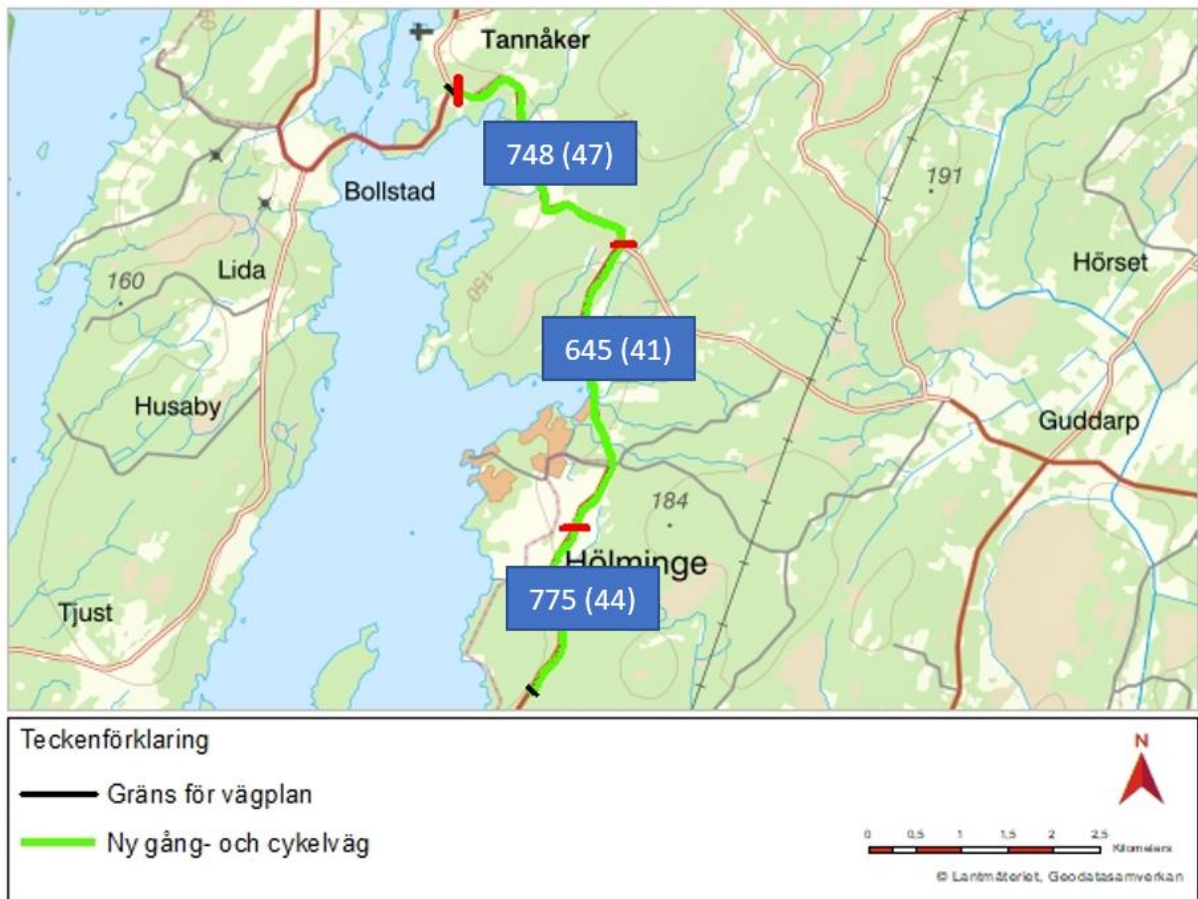 Tannåker
748 (47)
191
Bollstad
Hörset
Lida
160
150
645 (41)
Husaby
Guddarp
184
Hölminge
775 (44)
Tjust
Teckenförklaring
Gräns för vägplan
Ny gång- och cykelväg
N
0 0,5 1 1,5 2 2,5
Kilometers
© Lantmäteriet, Geodatasamverkan